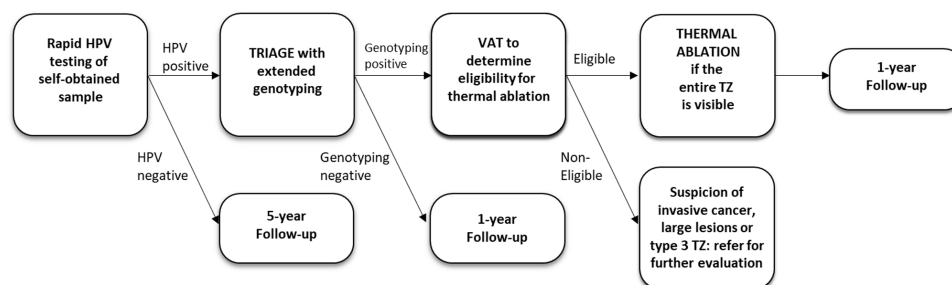 Rapid HPV
testing of
self-obtained
sample
HPV
positive
TRIAGE with
extended
genotyping
Genotyping
positive
VAT to
determine
eligibility for
thermal ablation
Eligible
THERMAL
ABLATION
if the
entire TZ
is visible
1-year
Follow-up
HPV
negative
5-year
Follow-up
Genotyping
negative
1-year
Follow-up
Non-
Eligible
Suspicion of
invasive cancer,
large lesions or
type 3 TZ: refer for
further evaluation